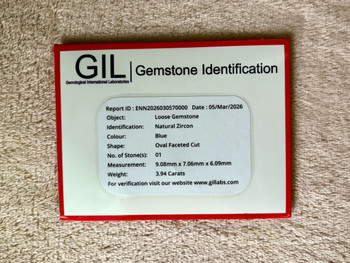 GIL Gemstone Identification
Gemological International Laboratories
Report ID : ENN2026030570000 Date : 05/Mar/2026
Object: Loose Gemstone
Identification: Natural Zircon
Colour: Blue
Shape: Oval Faceted Cut
No. of Stone(s): 01
Measurement: 9.08mm x 7.06mm x 6.09mm
Weight: 3.94 Carats
For verification visit our website www.gillabs.com